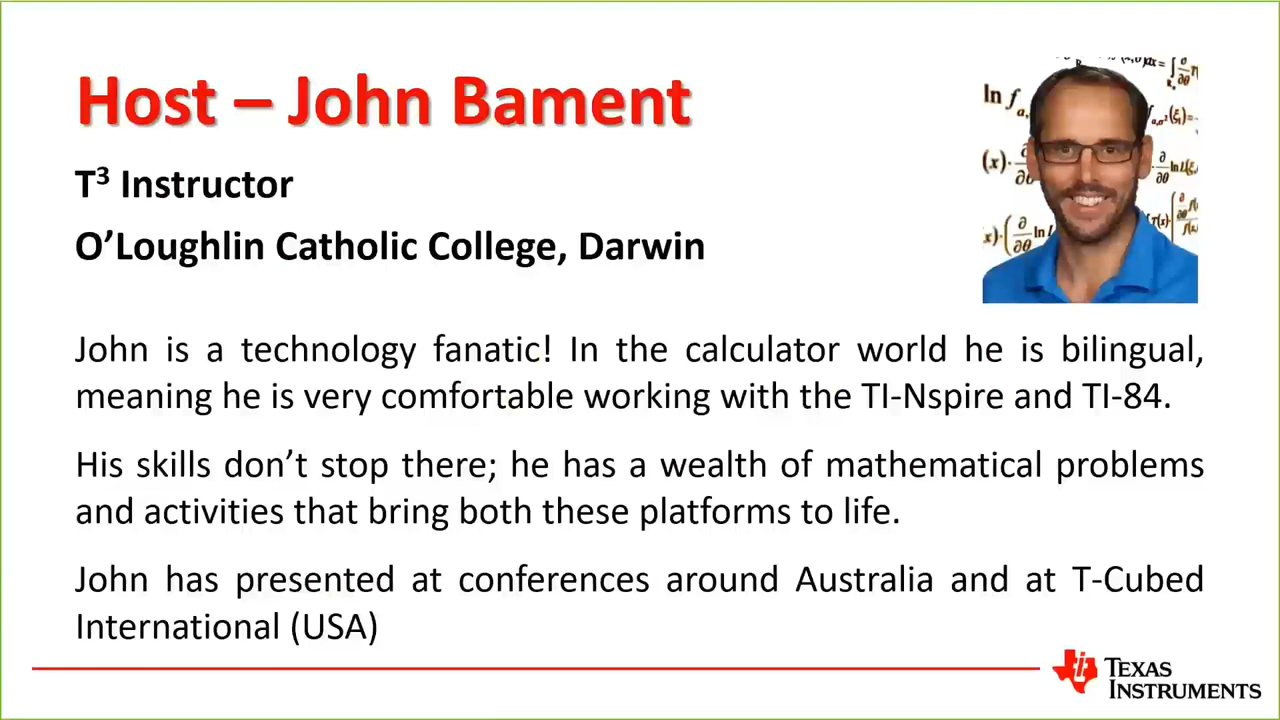 Host – John Bament
T³ Instructor
O’Loughlin Catholic College, Darwin
John is a technology fanatic! In the calculator world he is bilingual,
meaning he is very comfortable working with the TI-Nspire and TI-84.
His skills don’t stop there; he has a wealth of mathematical problems
and activities that bring both these platforms to life.
John has presented at conferences around Australia and at T-Cubed
International (USA)
TEXAS
INSTRUMENTS